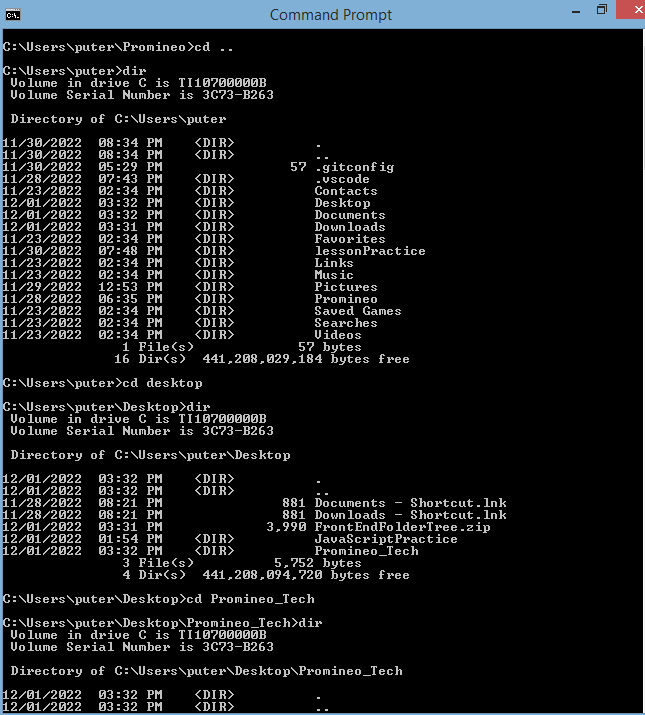 Command Prompt
C:\Users\puter\Promineo>cd ..
C:\Users\puter>dir
 Volume in drive C is TI10700000B
 Volume Serial Number is 3C73-B263
 Directory of C:\Users\puter
11/30/2022  08:34 PM    <DIR>          .
11/30/2022  08:34 PM    <DIR>          ..
11/30/2022  05:29 PM                57 .gitconfig
11/28/2022  07:43 PM    <DIR>          .vscode
11/23/2022  02:34 PM    <DIR>          Contacts
12/01/2022  03:32 PM    <DIR>          Desktop
12/01/2022  03:32 PM    <DIR>          Documents
12/01/2022  03:31 PM    <DIR>          Downloads
11/23/2022  02:34 PM    <DIR>          Favorites
11/30/2022  07:48 PM    <DIR>          lessonPractice
11/23/2022  02:34 PM    <DIR>          Links
11/23/2022  02:34 PM    <DIR>          Music
11/29/2022  12:53 PM    <DIR>          Pictures
11/28/2022  06:35 PM    <DIR>          Promineo
11/23/2022  02:34 PM    <DIR>          Saved Games
11/23/2022  02:34 PM    <DIR>          Searches
11/23/2022  02:34 PM    <DIR>          Videos
               1 File(s)             57 bytes
              16 Dir(s)  441,208,029,184 bytes free
C:\Users\puter>cd desktop
C:\Users\puter\Desktop>dir
 Volume in drive C is TI10700000B
 Volume Serial Number is 3C73-B263
 Directory of C:\Users\puter\Desktop
12/01/2022  03:32 PM    <DIR>          .
12/01/2022  03:32 PM    <DIR>          ..
11/28/2022  08:21 PM               881 Documents - Shortcut.lnk
11/28/2022  08:21 PM               881 Downloads - Shortcut.lnk
12/01/2022  03:31 PM             3,990 FrontEndFolderTree.zip
12/01/2022  01:54 PM    <DIR>          JavaScriptPractice
12/01/2022  03:32 PM    <DIR>          Promineo_Tech
               3 File(s)          5,752 bytes
               4 Dir(s)  441,208,094,720 bytes free
C:\Users\puter\Desktop>cd Promineo_Tech
C:\Users\puter\Desktop\Promineo_Tech>dir
 Volume in drive C is TI10700000B
 Volume Serial Number is 3C73-B263
 Directory of C:\Users\puter\Desktop\Promineo_Tech
12/01/2022  03:32 PM    <DIR>          .
12/01/2022  03:32 PM    <DIR>          ..